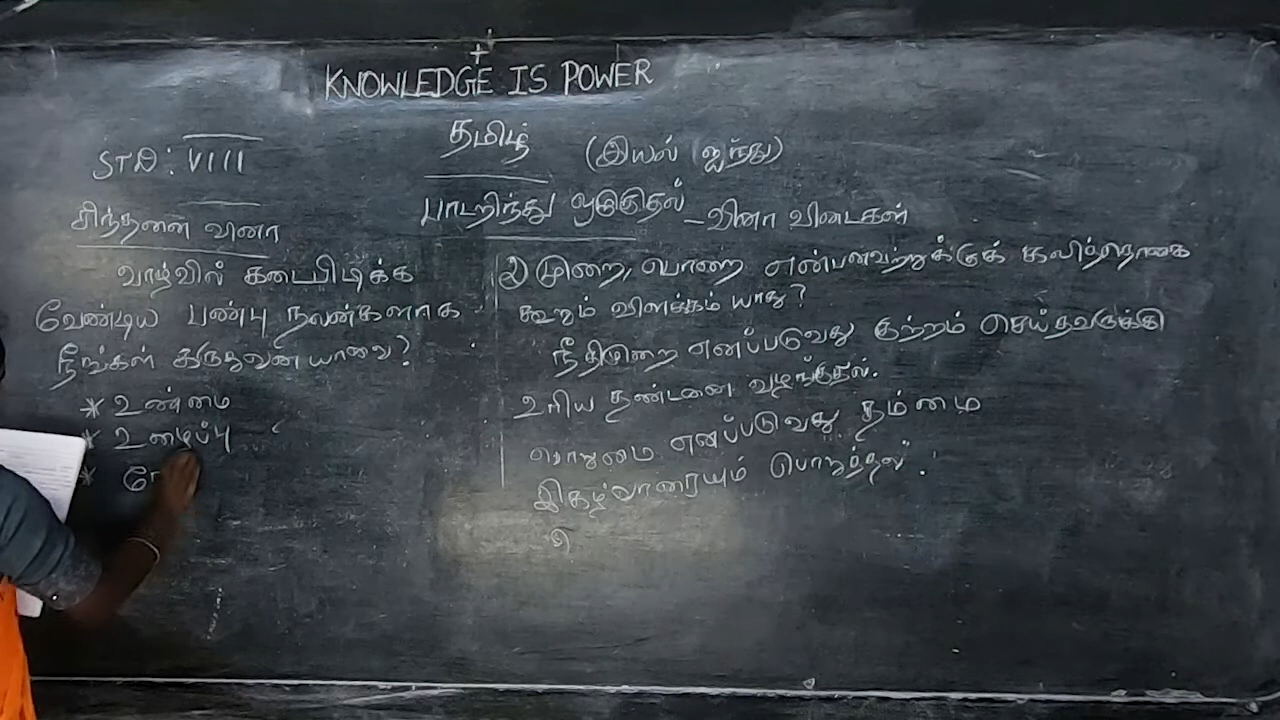 KNOWLEDGE IS POWER
தமிழ் (இயல் ஐந்து)
STD: VIII
பாடறிந்து ஒழுகுதல் - வினா விடைகள்
சிந்தனை வினா
வாழ்வில் கடைபிடிக்க
வேண்டிய பண்பு நலன்களாக
நீங்கள் கருதுவன யாவை?
* உண்மை
* உழைப்பு
*
2) முறை, பொறை என்பனவற்றுக்குக் கலித்தொகை
கூறும் விளக்கம் யாது?
நீதிமுறை எனப்படுவது குற்றம் செய்தவருக்கு
உரிய தண்டனை வழங்குதல்.
பொறுமை எனப்படுவது தம்மை
இகழ்வாரையும் பொறுத்தல்.